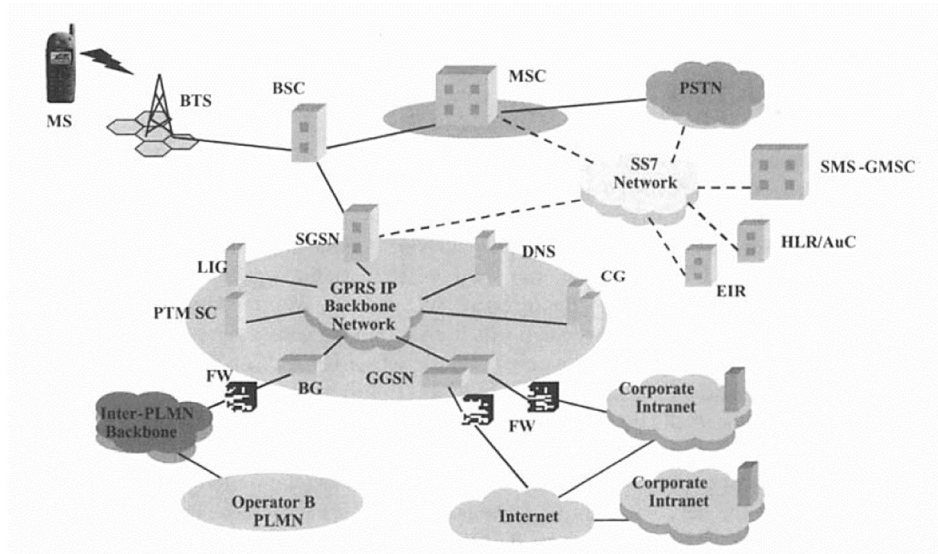 MS
BTS
BSC
MSC
PSTN
SS7
Network
SMS-GMSC
HLR/AuC
EIR
SGSN
LIG
PTM SC
GPRS IP
Backbone
Network
DNS
CG
FW
BG
GGSN
FW
Inter-PLMN
Backbone
Operator B
PLMN
Internet
Corporate
Intranet
Corporate
Intranet